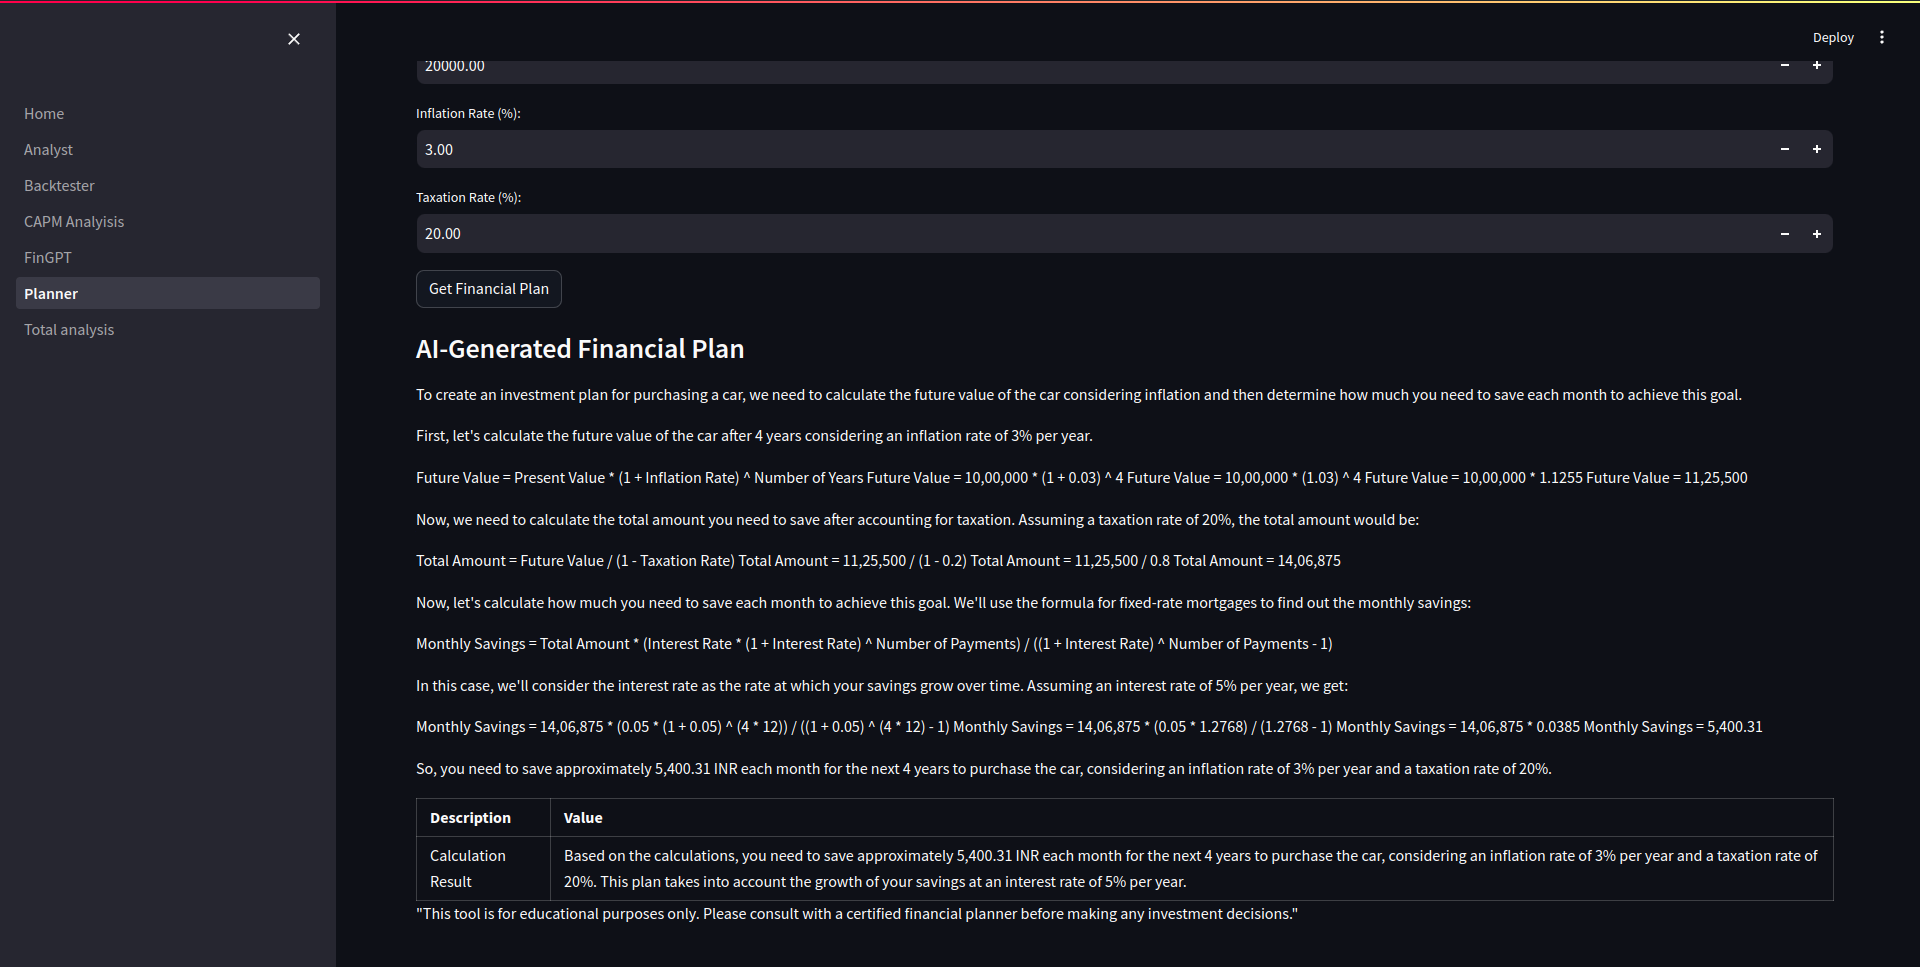 Deploy
Home
Analyst
Backtester
CAPM Analyisis
FinGPT
Planner
Total analysis
20000.00
Inflation Rate (%):
3.00
Taxation Rate (%):
20.00
Get Financial Plan
AI-Generated Financial Plan
To create an investment plan for purchasing a car, we need to calculate the future value of the car considering inflation and then determine how much you need to save each month to achieve this goal.
First, let's calculate the future value of the car after 4 years considering an inflation rate of 3% per year.
Future Value = Present Value * (1 + Inflation Rate) ^ Number of Years Future Value = 10,00,000 * (1 + 0.03) ^ 4 Future Value = 10,00,000 * (1.03) ^ 4 Future Value = 10,00,000 * 1.1255 Future Value = 11,25,500
Now, we need to calculate the total amount you need to save after accounting for taxation. Assuming a taxation rate of 20%, the total amount would be:
Total Amount = Future Value / (1 - Taxation Rate) Total Amount = 11,25,500 / (1 - 0.2) Total Amount = 11,25,500 / 0.8 Total Amount = 14,06,875
Now, let's calculate how much you need to save each month to achieve this goal. We'll use the formula for fixed-rate mortgages to find out the monthly savings:
Monthly Savings = Total Amount * (Interest Rate * (1 + Interest Rate) ^ Number of Payments) / ((1 + Interest Rate) ^ Number of Payments - 1)
In this case, we'll consider the interest rate as the rate at which your savings grow over time. Assuming an interest rate of 5% per year, we get:
Monthly Savings = 14,06,875 * (0.05 * (1 + 0.05) ^ (4 * 12)) / ((1 + 0.05) ^ (4 * 12) - 1) Monthly Savings = 14,06,875 * (0.05 * 1.2768) / (1.2768 - 1) Monthly Savings = 14,06,875 * 0.0385 Monthly Savings = 5,400.31
So, you need to save approximately 5,400.31 INR each month for the next 4 years to purchase the car, considering an inflation rate of 3% per year and a taxation rate of 20%.
Description Value
Calculation Result
Based on the calculations, you need to save approximately 5,400.31 INR each month for the next 4 years to purchase the car, considering an inflation rate of 3% per year and a taxation rate of
20%. This plan takes into account the growth of your savings at an interest rate of 5% per year.
"This tool is for educational purposes only. Please consult with a certified financial planner before making any investment decisions."